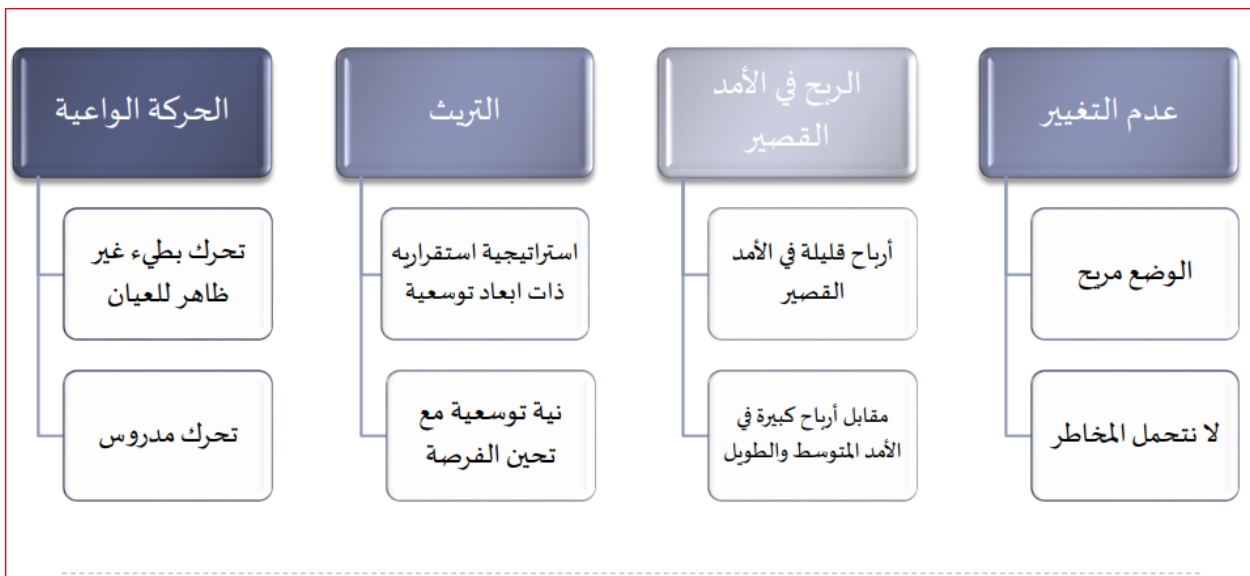 عدم التغيير
الوضع مريح
لا نتحمل المخاطر
الربح في الأمد
القصير
أرباح قليلة في الأمد
القصير
مقابل أرباح كبيرة في
الأمد المتوسط والطويل
التريث
استراتيجية استقراريه
ذات ابعاد توسعية
نية توسعية مع
تحين الفرصة
الحركة الواعية
تحرك بطيء غير
ظاهر للعيان
تحرك مدروس